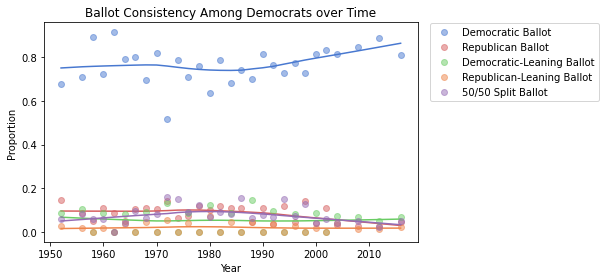 Ballot Consistency Among Democrats over Time
Democratic Ballot
Republican Ballot
Democratic-Leaning Ballot
Republican-Leaning Ballot
50/50 Split Ballot
Proportion
0.8
0.6
0.4
0.2
0.0
1950 1960 1970 1980 1990 2000 2010
Year